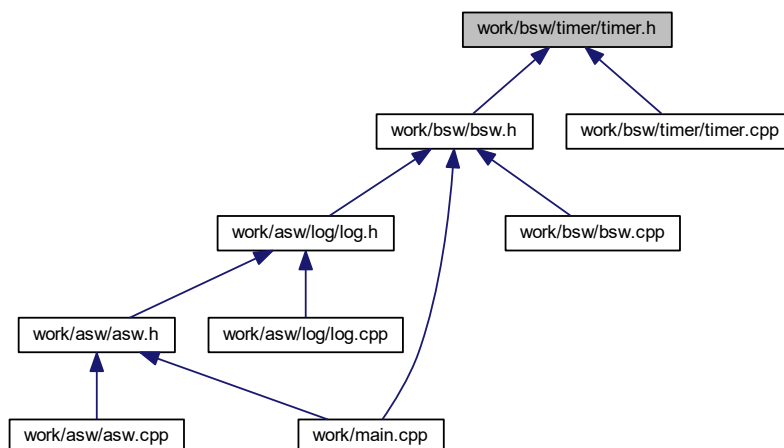 work/bsw/timer/timer.h
work/bsw/bsw.h
work/bsw/timer/timer.cpp
work/asw/log/log.h
work/bsw/bsw.cpp
work/asw/asw.h
work/asw/log/log.cpp
work/asw/asw.cpp
work/main.cpp